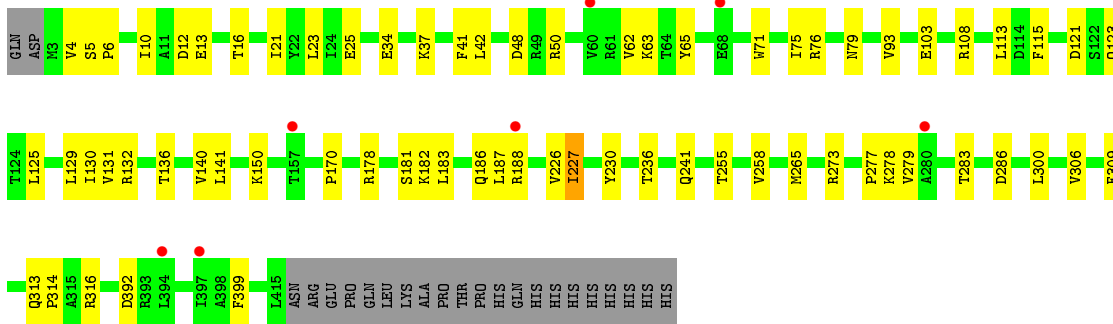 GLN ASP M3 V4 S5 P6 I10 A11 D12 E13 T16 I21 Y22 L23 I24 E25 E34 K37 F41 L42 D48 R49 R50 V60 R61 V62 K63 T64 Y65 E68 W71 I75 R76 N79 V93 E103 R108 L113 D114 F115 D121 S122 Q123
T124 L125 L129 I130 V131 R132 T136 V140 L141 K150 T157 P170 R178 S181 K182 L183 Q186 L187 R188 V226 I227 Y230 T236 Q241 T255 V258 M265 R273 P277 K278 V279 A280 T283 D286 L300 V306 E309
Q313 P314 A315 R316 D392 R393 L394 I397 A398 F399 L415 ASN ARG GLU PRO GLN LEU LYS ALA PRO THR PRO HIS GLN HIS HIS HIS HIS HIS HIS HIS HIS